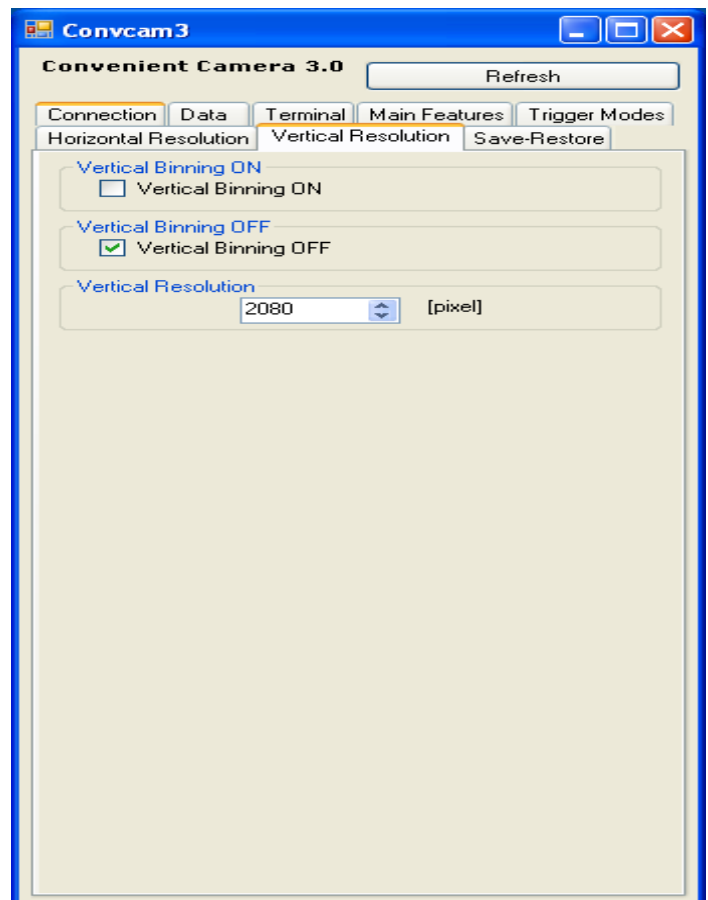 Convcam3
Convenient Camera 3.0
Refresh
Connection Data Terminal Main Features Trigger Modes
Horizontal Resolution Vertical Resolution Save-Restore
Vertical Binning ON
Vertical Binning ON
Vertical Binning OFF
Vertical Binning OFF
Vertical Resolution
2080 [pixel]